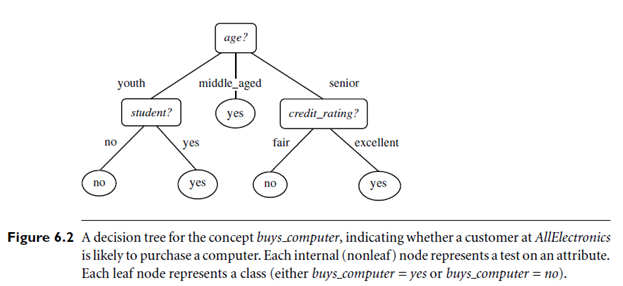 age?
youth middle_aged senior
student? yes credit_rating?
no yes fair excellent
no yes no yes
Figure 6.2 A decision tree for the concept buys_computer, indicating whether a customer at AllElectronics
is likely to purchase a computer. Each internal (nonleaf) node represents a test on an attribute.
Each leaf node represents a class (either buys_computer = yes or buys_computer = no).